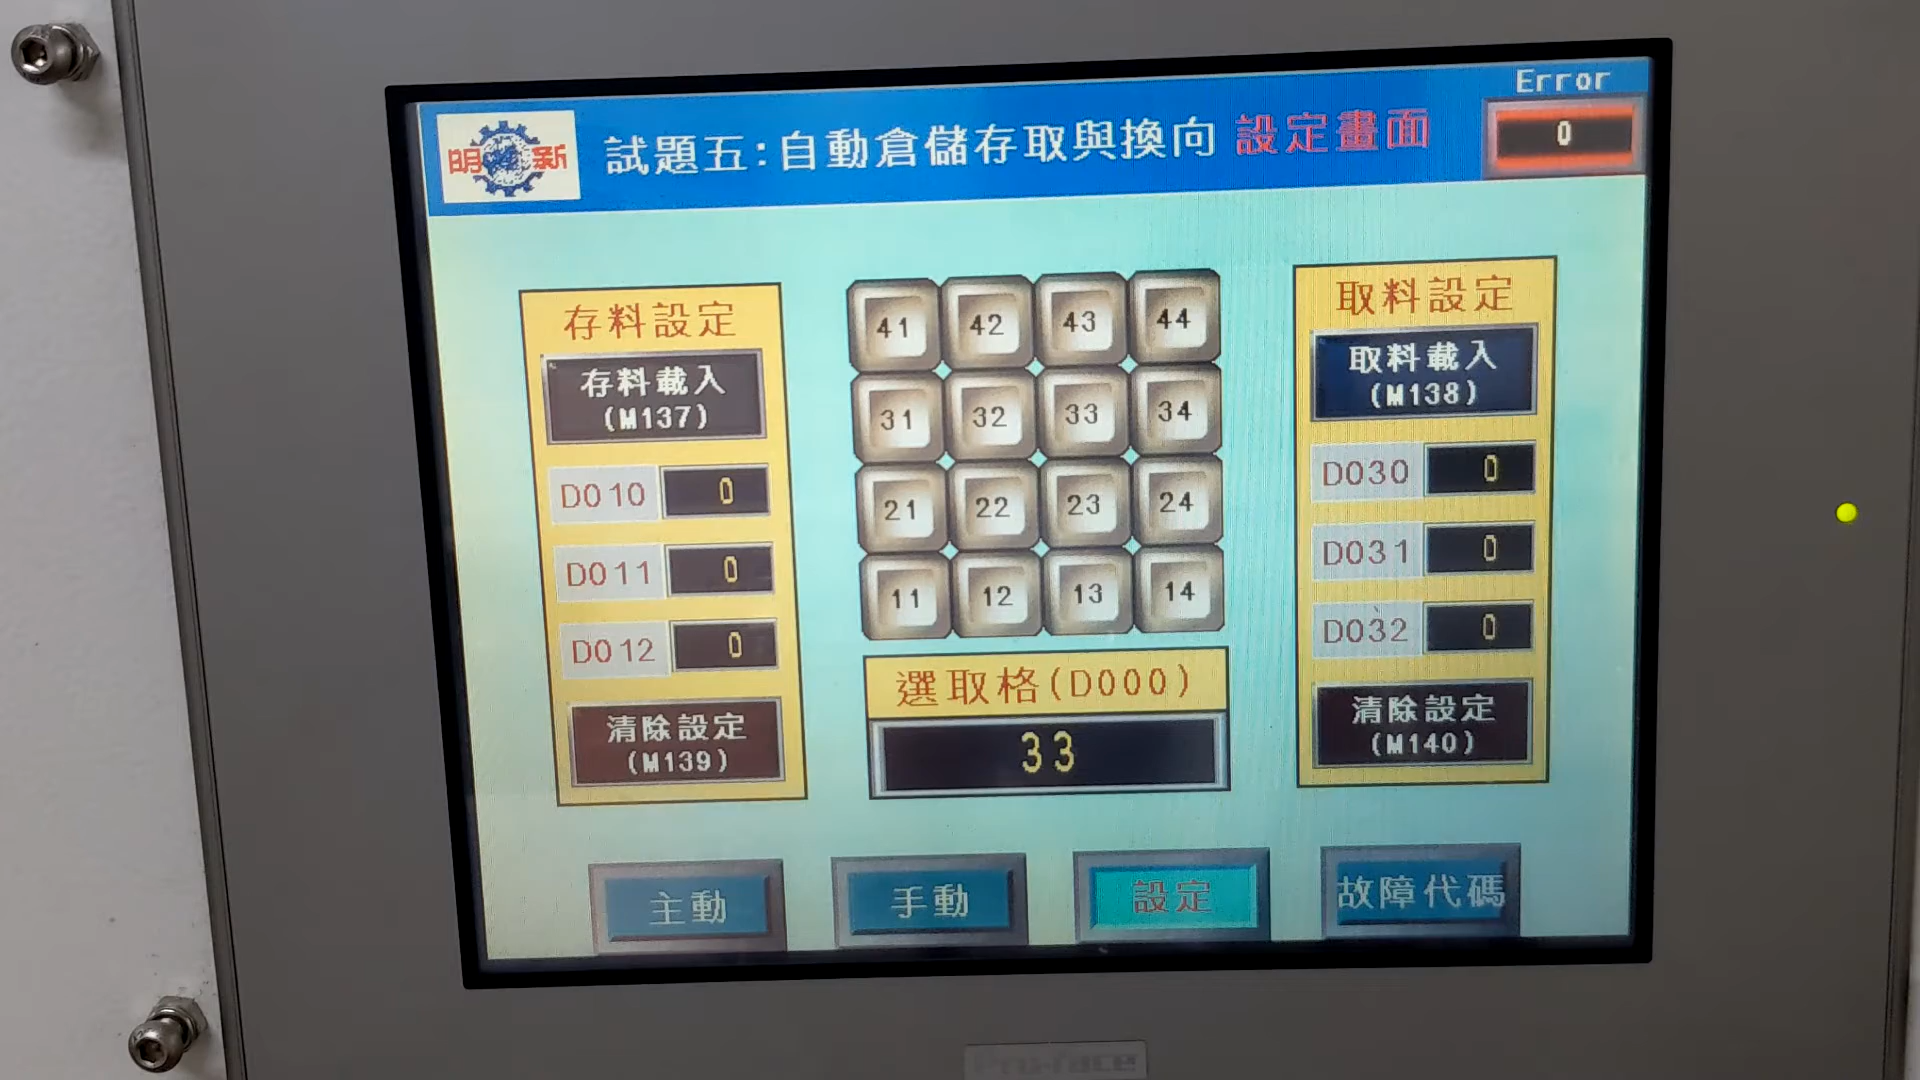 Error
0
明新
試題五:自動倉儲存取與換向 設定畫面
存料設定
存料載入
(M137)
D010 0
D011 0
D012 0
清除設定
(M139)
41 42 43 44
31 32 33 34
21 22 23 24
11 12 13 14
選取格(D000)
33
取料設定
取料載入
(M138)
D030 0
D031 0
D032 0
清除設定
(M140)
主動 手動 設定 故障代碼
Pro-face